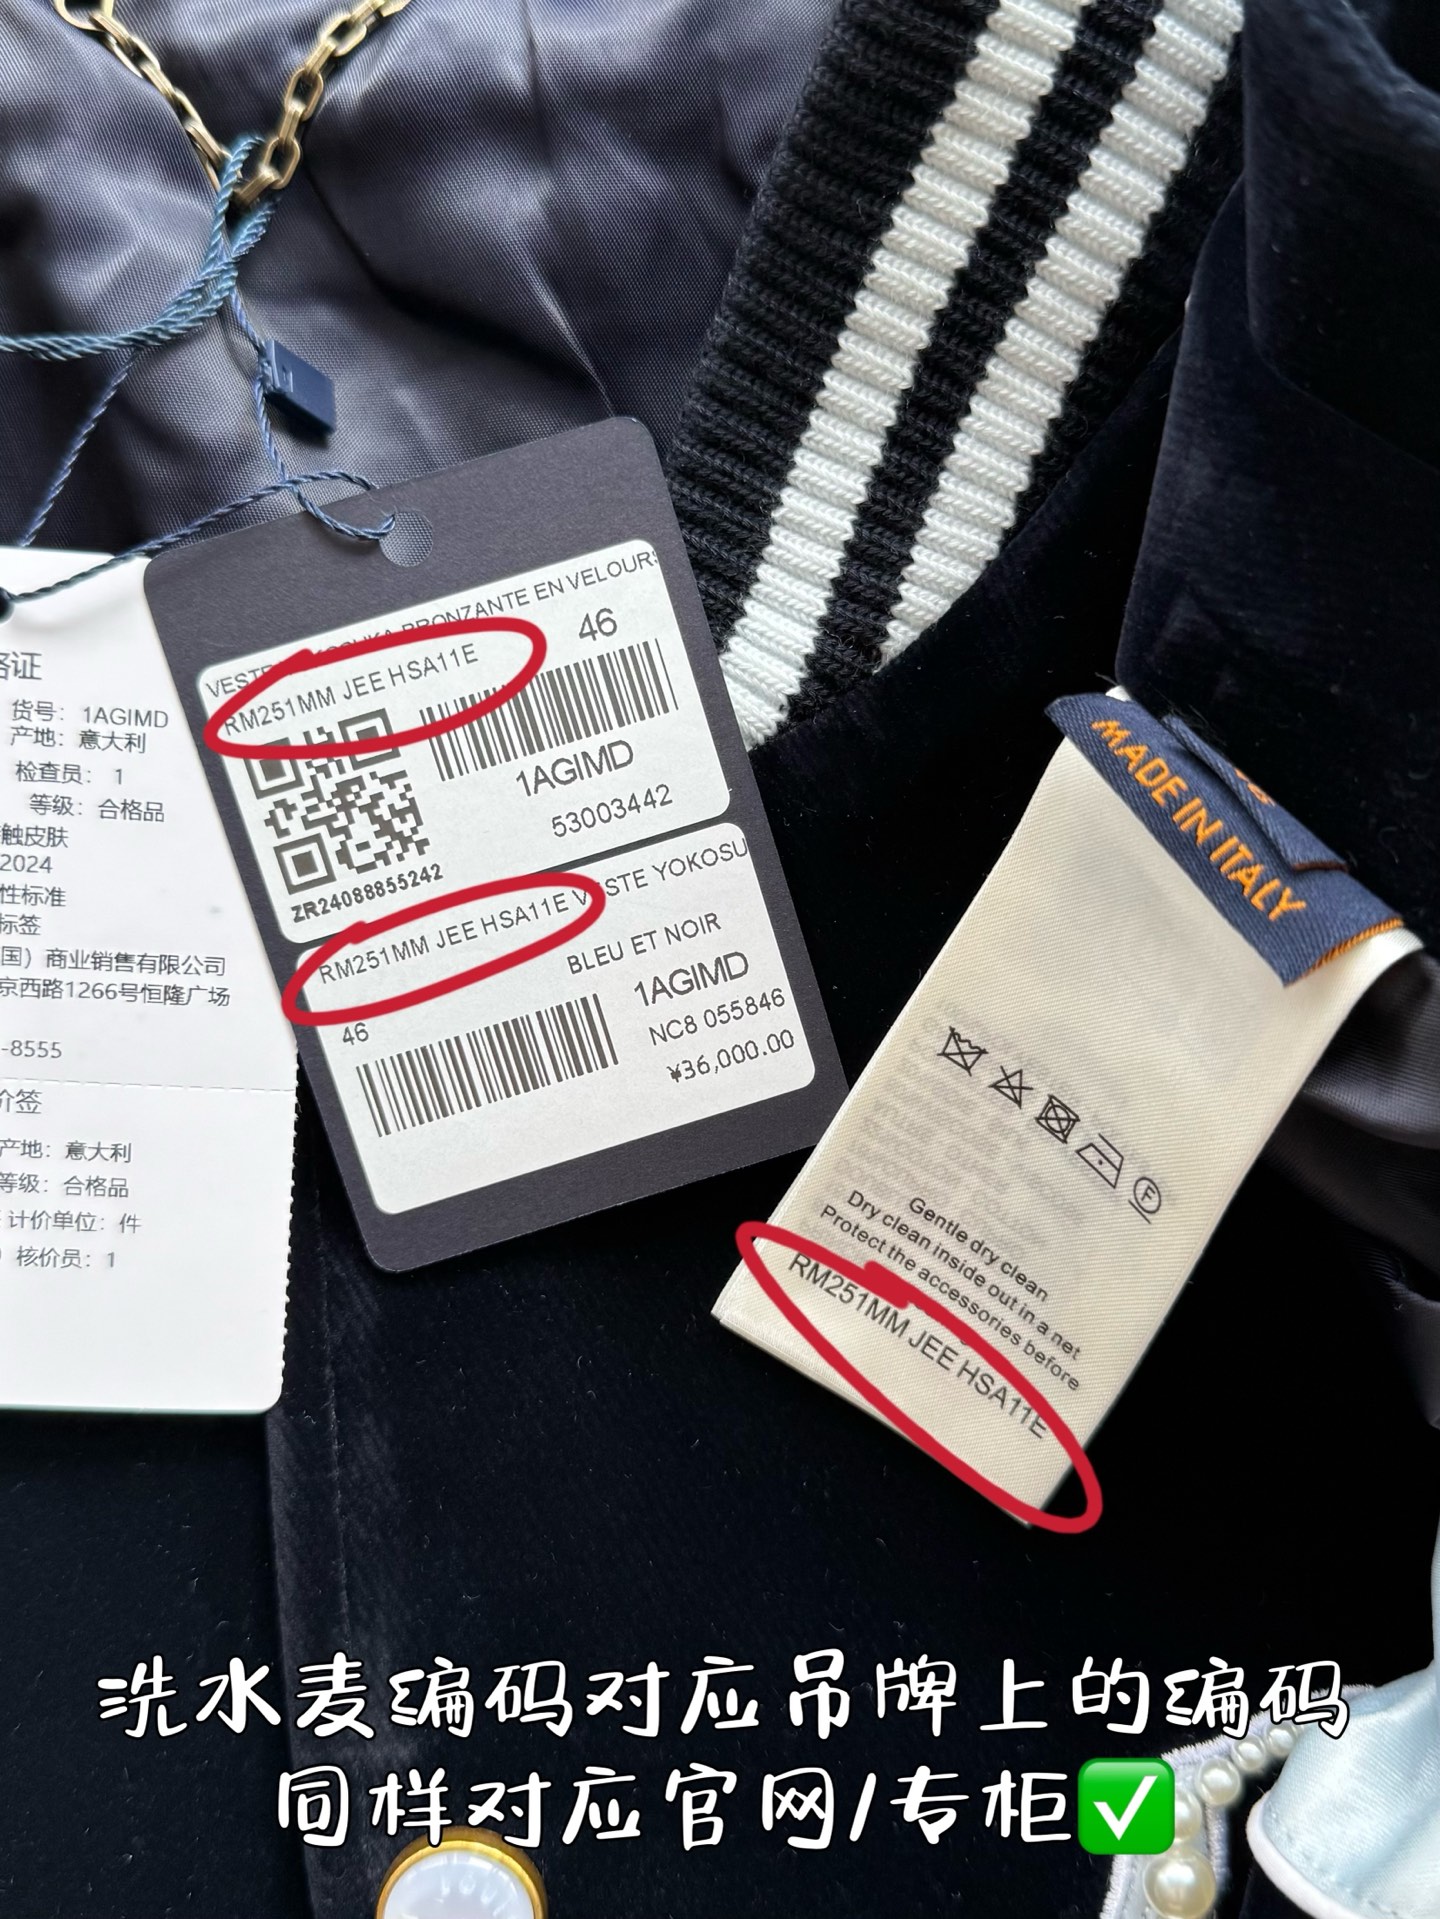 格证
货号： 1AGIMD
产地：意大利
检查员： 1
等级：合格品
触皮肤
2024
性标准
标签
国）商业销售有限公司
京西路1266号恒隆广场
-8555
价签
产地：意大利
等级：合格品
计价单位：件
核价员：1
BRONZANTE EN VELOURS
RM251MM JEE HSA11E
46
1AGIMD
53003442
ZR24088855242
RM251MM JEE HSA11E VESTE YOKOSU
BLEU ET NOIR
46
1AGIMD
NC8 055846
¥36,000.00
MADE IN ITALY
F
Gentle dry clean
Dry clean inside out in a net
Protect the accessories before
RM251MM JEE HSA11E
洗水麦编码对应吊牌上的编码
同样对应官网/专柜✅